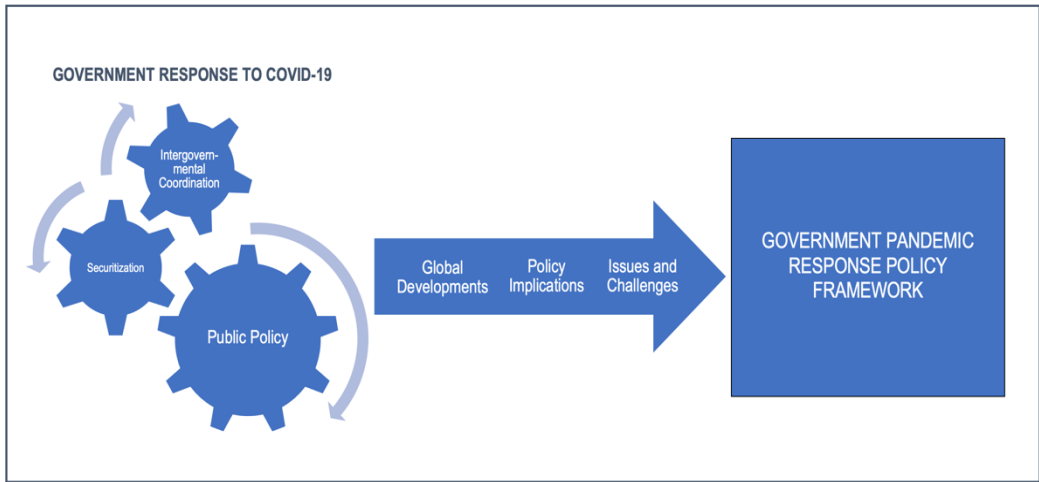 GOVERNMENT RESPONSE TO COVID-19
Intergovern-
mental
Coordination
Securitization
Public Policy
Global
Developments
Policy
Implications
Issues and
Challenges
GOVERNMENT PANDEMIC
RESPONSE POLICY
FRAMEWORK